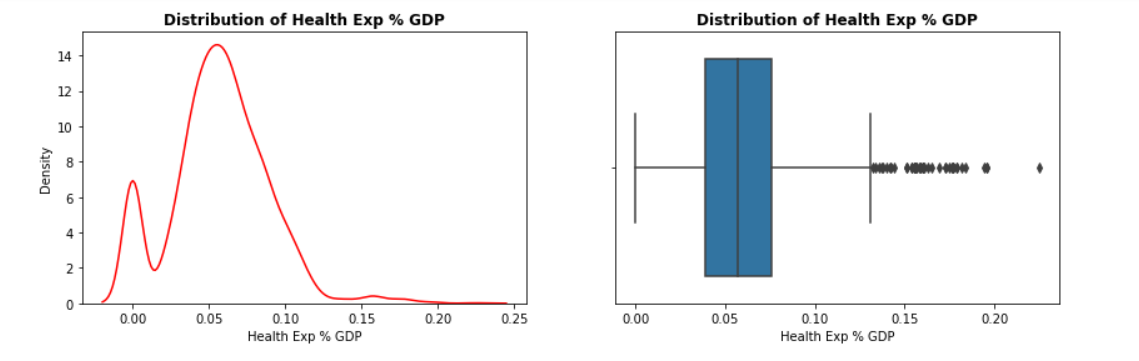 Distribution of Health Exp % GDP
14
12
10
8
6
4
2
0
Density
0.00 0.05 0.10 0.15 0.20 0.25
Health Exp % GDP
Distribution of Health Exp % GDP
0.00 0.05 0.10 0.15 0.20
Health Exp % GDP